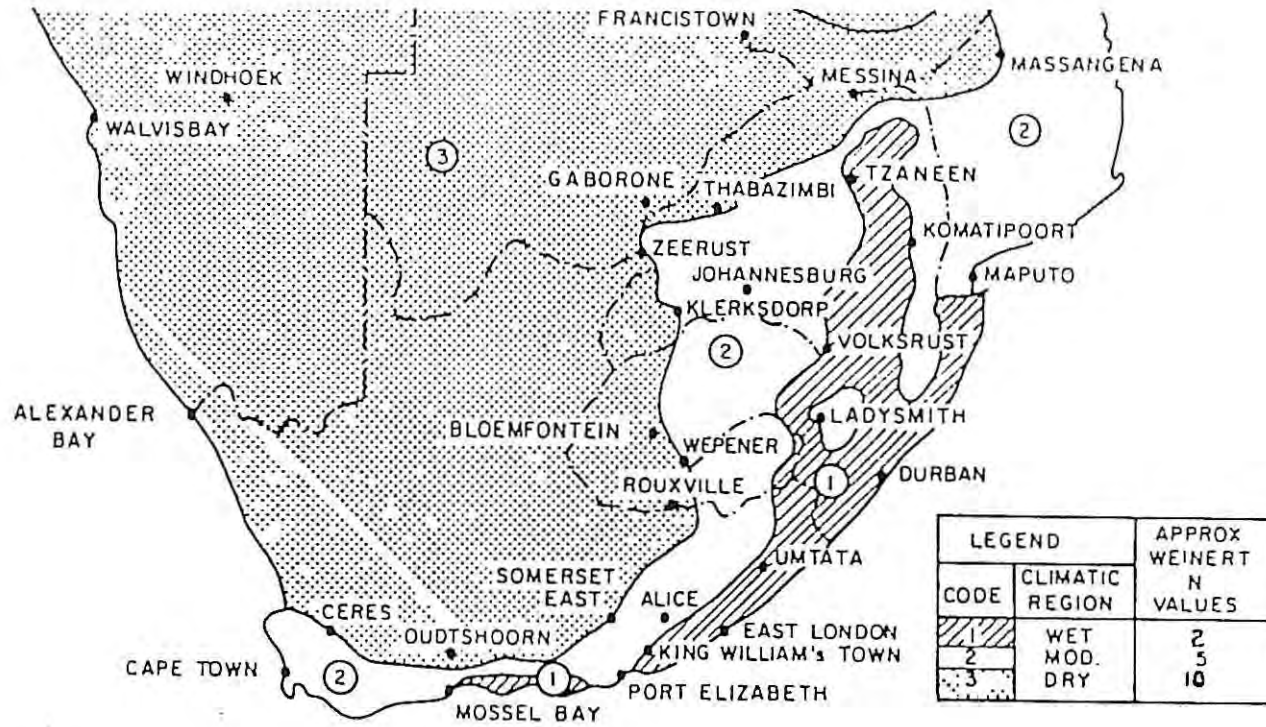 FRANCISTOWN
MASSANGENA
WINDHOEK
MESSINA
WALVISBAY
2
3
GABORONE
THABAZIMBI
TZANEEN
KOMATIPOORT
ZEERUST
JOHANNESBURG
MAPUTO
KLERKSDORP
2
VOLKSRUST
ALEXANDER
BAY
LADYSMITH
BLOEMFONTEIN
WEPENER
ROUXVILLE
1
DURBAN
UMTATA
SOMERSET
EAST
ALICE
CERES
OUDTSHOORN
EAST LONDON
KING WILLIAM's TOWN
CAPE TOWN
2
1
PORT ELIZABETH
MOSSEL BAY
LEGEND
APPROX
WEINERT
N
VALUES
CODE
CLIMATIC
REGION
1 WET 2
2 MOD. 5
3 DRY 10